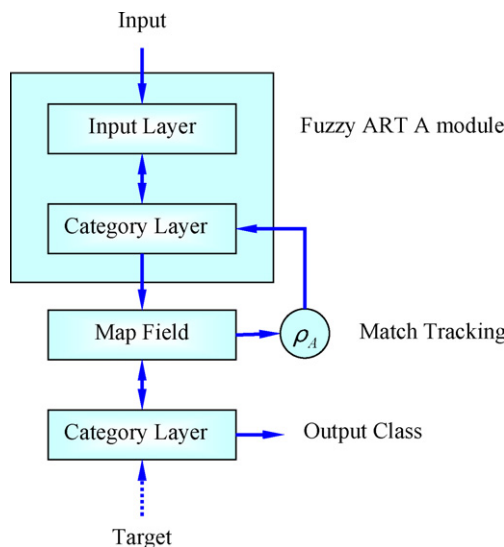 Input
Input Layer
Fuzzy ART A module
Category Layer
Map Field
ρA
Match Tracking
Category Layer
Output Class
Target